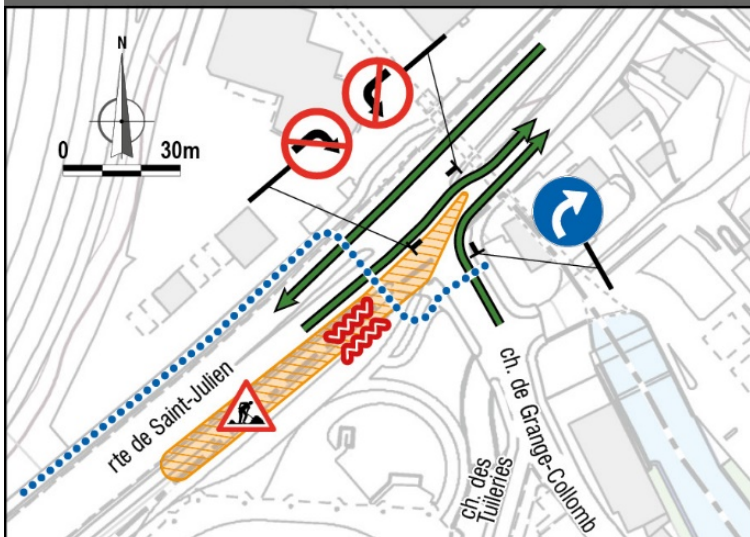 N
0 30m
rte de Saint-Julien
ch. des
Tuileries
ch. de Grange-Collomb